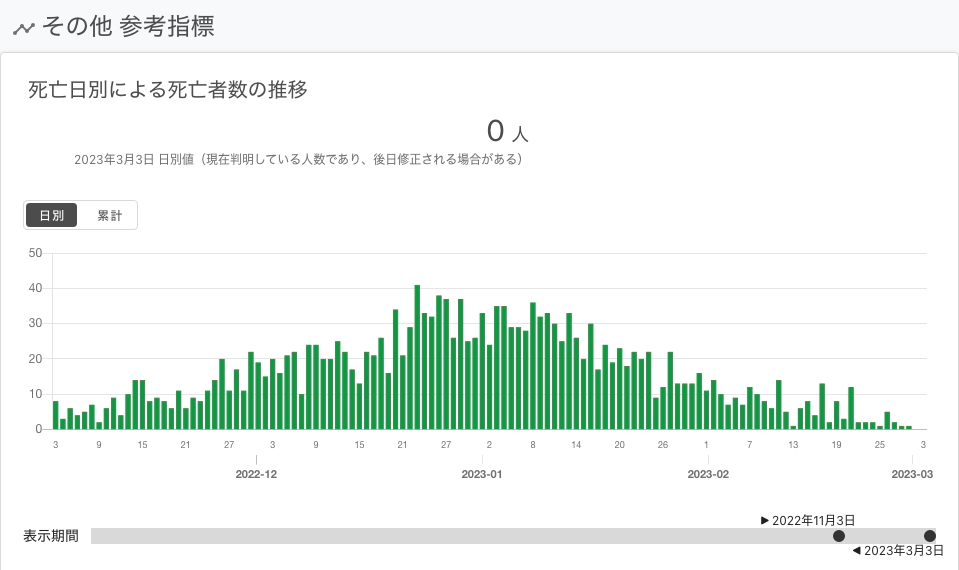 その他 参考指標
死亡日別による死亡者数の推移
0 人
2023年3月3日 日別値（現在判明している人数であり、後日修正される場合がある）
日別 累計
50
40
30
20
10
0
3 9 15 21 27 3 9 15 21 27 2 8 14 20 26 1 7 13 19 25 3
2022-12 2023-01 2023-02 2023-03
▶ 2022年11月3日
表示期間
◀ 2023年3月3日